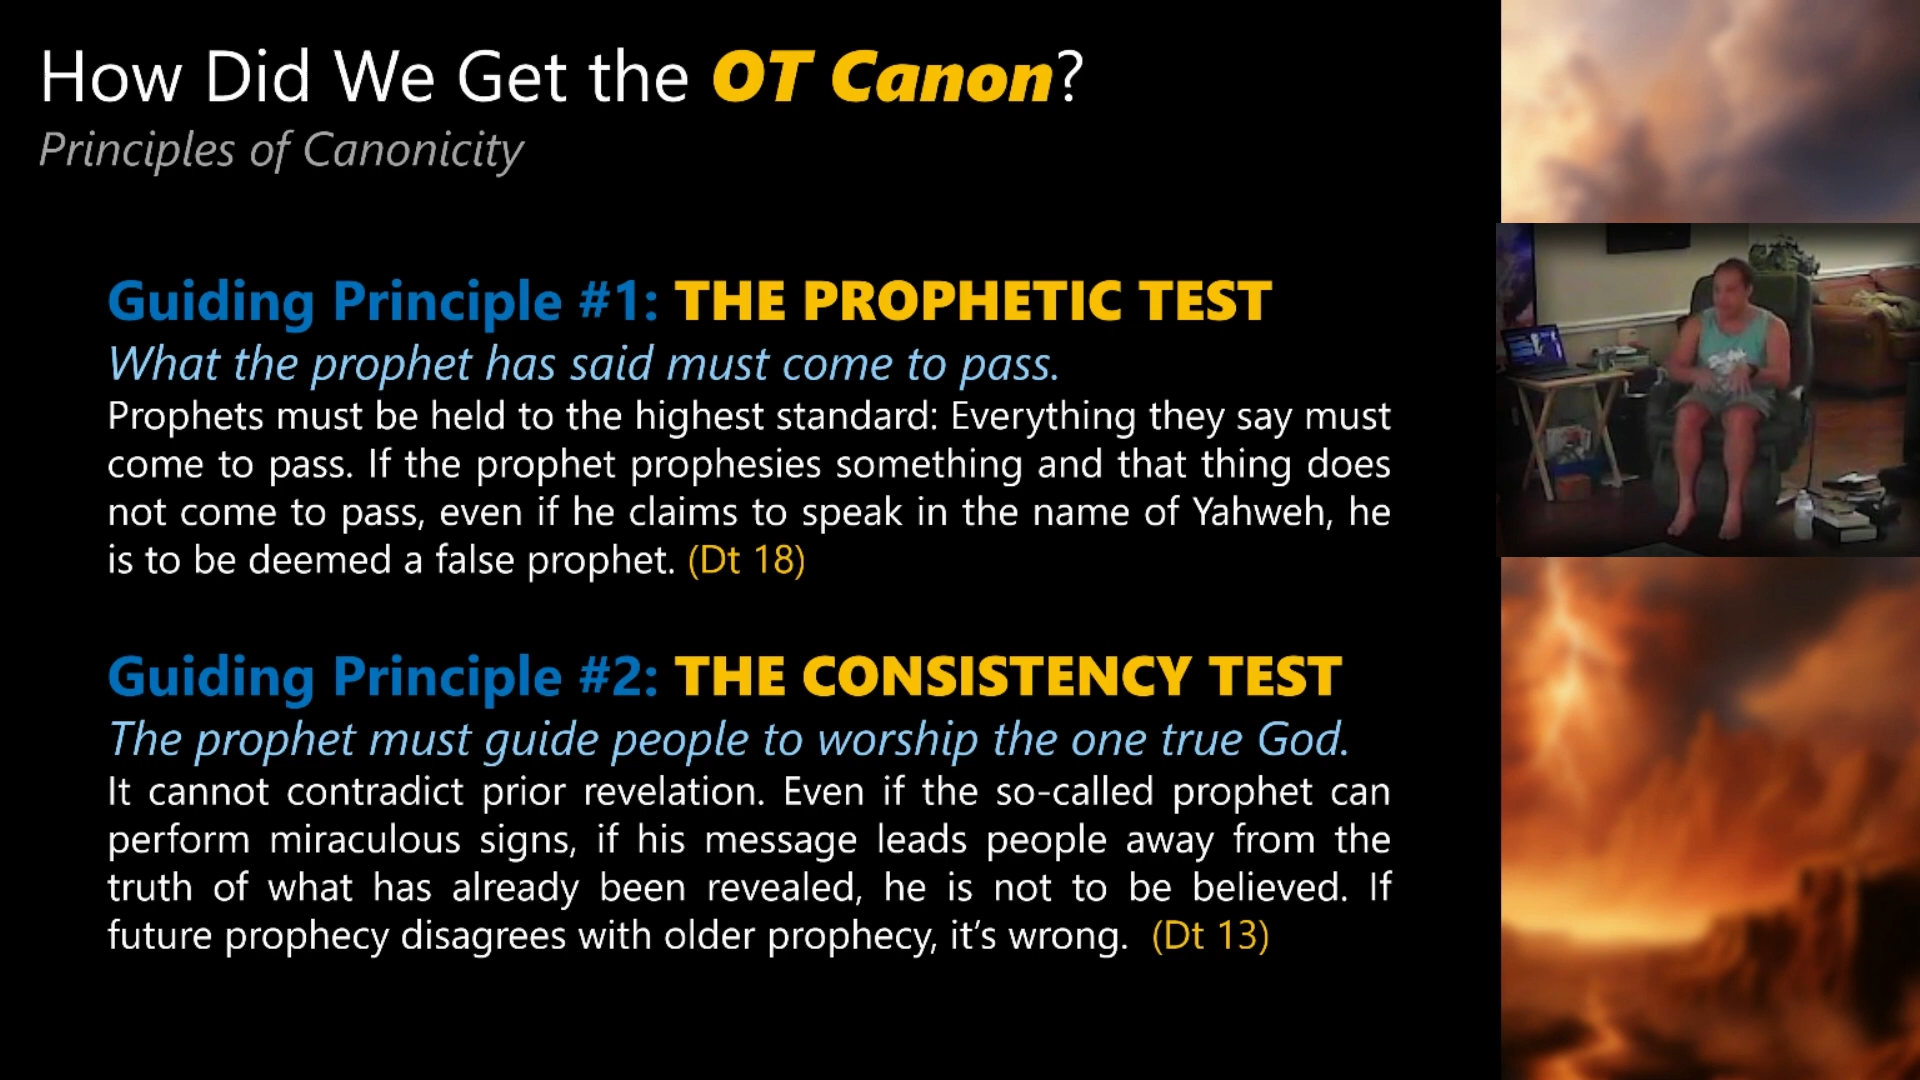 How Did We Get the OT Canon?
Principles of Canonicity
Guiding Principle #1: THE PROPHETIC TEST
What the prophet has said must come to pass.
Prophets must be held to the highest standard: Everything they say must
come to pass. If the prophet prophesies something and that thing does
not come to pass, even if he claims to speak in the name of Yahweh, he
is to be deemed a false prophet. (Dt 18)
Guiding Principle #2: THE CONSISTENCY TEST
The prophet must guide people to worship the one true God.
It cannot contradict prior revelation. Even if the so-called prophet can
perform miraculous signs, if his message leads people away from the
truth of what has already been revealed, he is not to be believed. If
future prophecy disagrees with older prophecy, it’s wrong. (Dt 13)